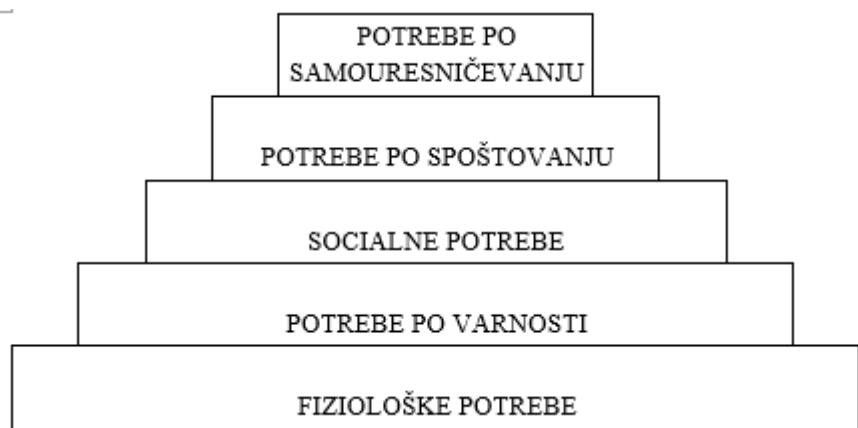 POTREBE PO
SAMOURESNIČEVANJU
POTREBE PO SPOŠTOVANJU
SOCIALNE POTREBE
POTREBE PO VARNOSTI
FIZIOLOŠKE POTREBE